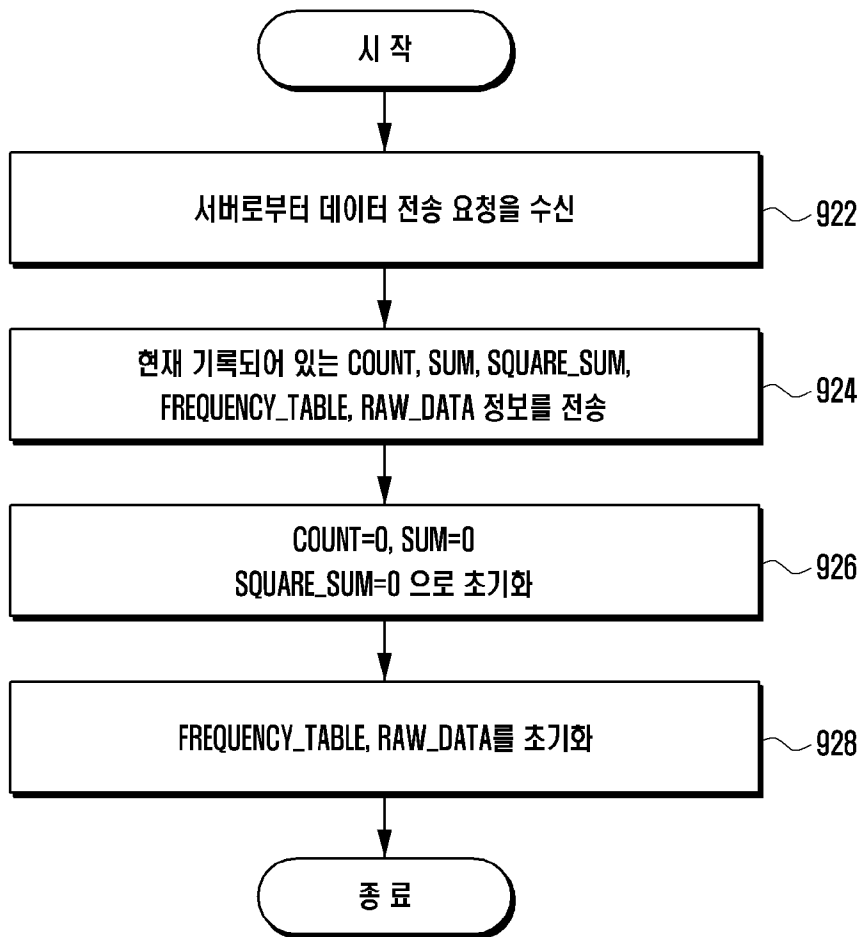 시 작
서버로부터 데이터 전송 요청을 수신
922
현재 기록되어 있는 COUNT, SUM, SQUARE_SUM,
FREQUENCY_TABLE, RAW_DATA 정보를 전송
924
COUNT=0, SUM=0
SQUARE_SUM=0 으로 초기화
926
FREQUENCY_TABLE, RAW_DATA를 초기화
928
종 료